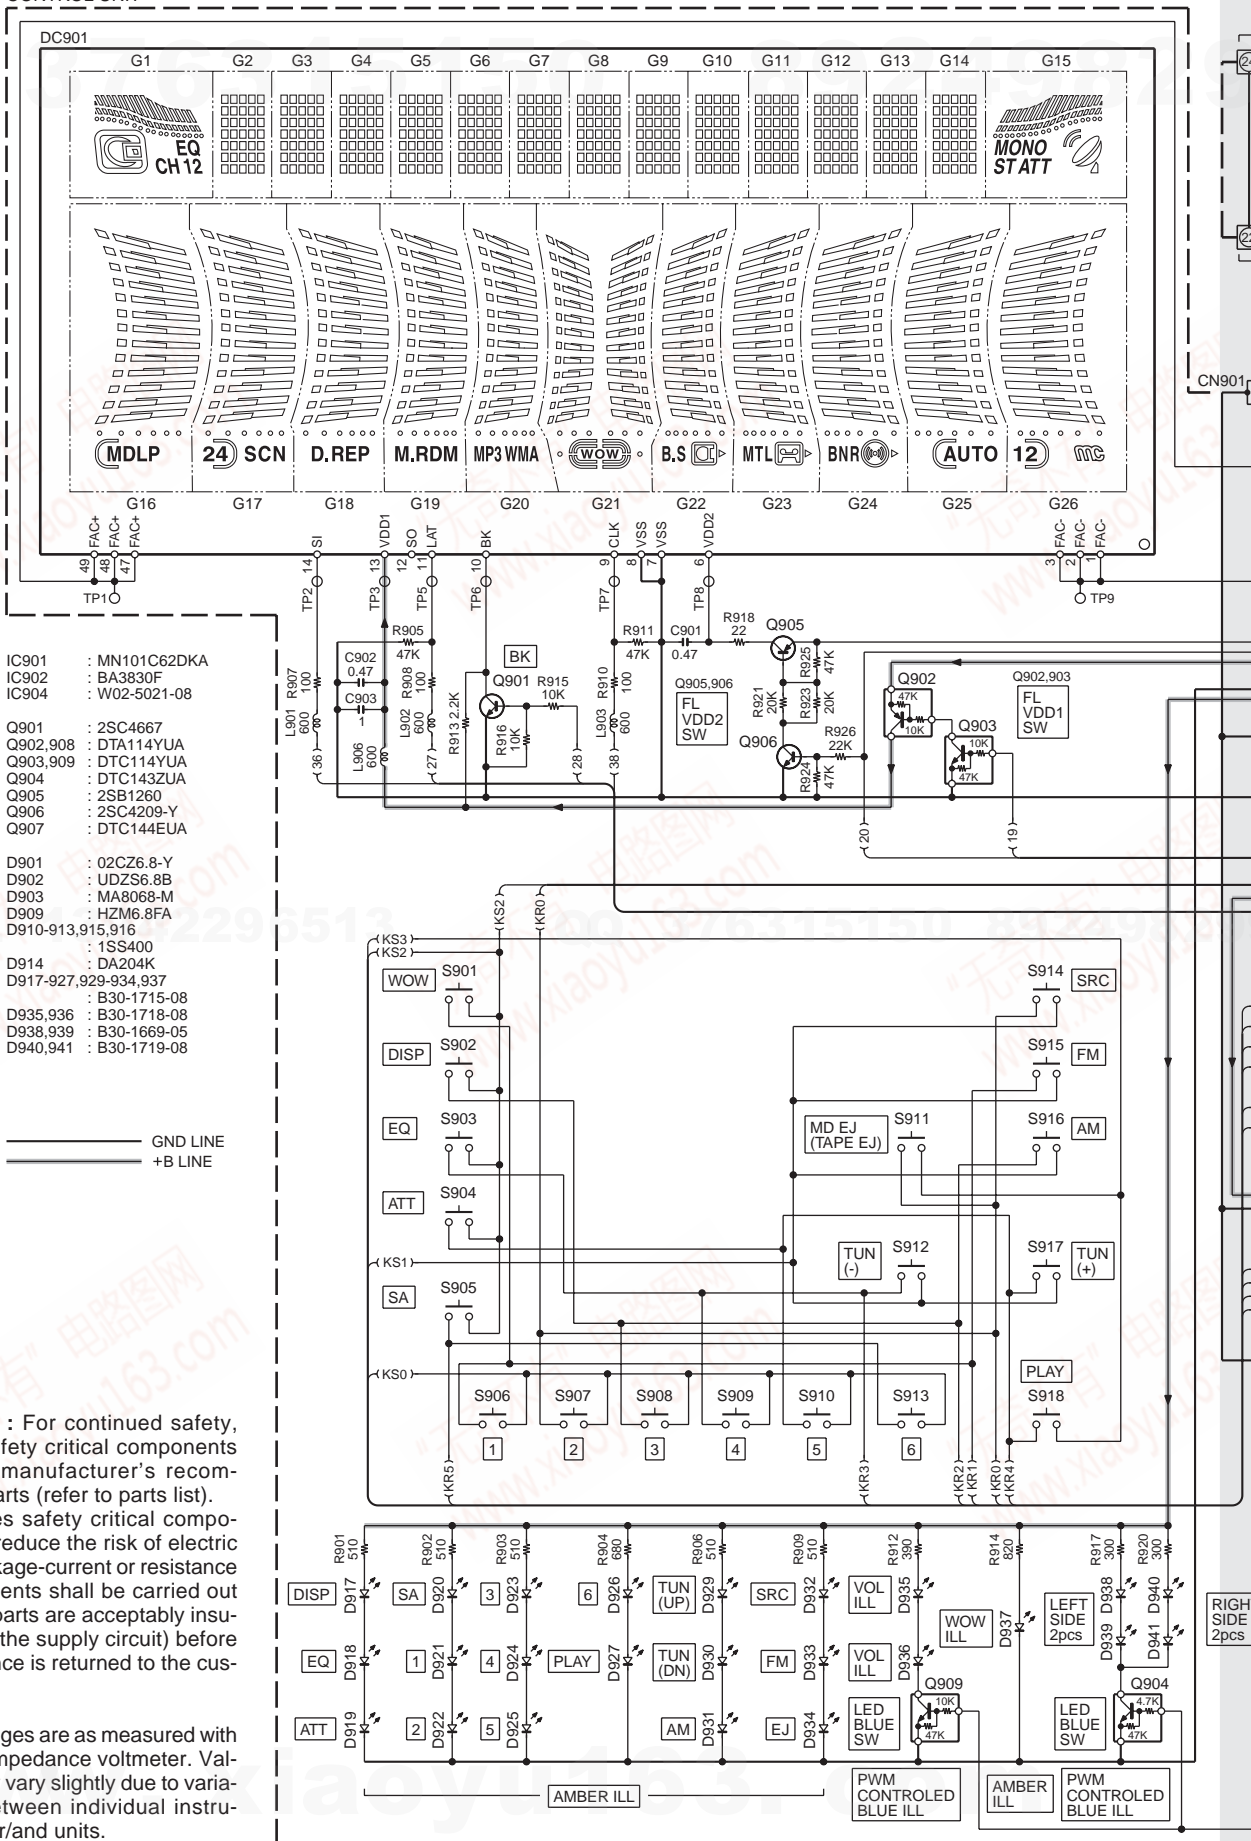 DC901
G1 G2 G3 G4 G5 G6 G7 G8 G9 G10 G11 G12 G13 G14 G15
EQ
CH 12
MONO
ST ATT
MDLP 24 SCN D.REP M.RDM MP3 WMA WOW B.S MTL BNR AUTO 12 mc
G16 G17 G18 G19 G20 G21 G22 G23 G24 G25 G26
FAC+ FAC+ FAC+ SI VDD1 SO LAT BK CLK VSS VSS VDD2 FAC- FAC- FAC-
49 48 47 14 13 12 11 10 9 8 7 6 3 2 1
TP1 TP2 TP3 TP5 TP6 TP7 TP8 TP9
CN901
IC901 : MN101C62DKA
IC902 : BA3830F
IC904 : W02-5021-08
Q901 : 2SC4667
Q902,908 : DTA114YUA
Q903,909 : DTC114YUA
Q904 : DTC143ZUA
Q905 : 2SB1260
Q906 : 2SC4209-Y
Q907 : DTC144EUA
D901 : 02CZ6.8-Y
D902 : UDZS6.8B
D903 : MA8068-M
D909 : HZM6.8FA
D910-913,915,916
: 1SS400
D914 : DA204K
D917-927,929-934,937
: B30-1715-08
D935,936 : B30-1718-08
D938,939 : B30-1669-05
D940,941 : B30-1719-08
GND LINE
+B LINE
R907 100
L901 600
36
C902 0.47
C903 1
L906 600
R905 47K
R908 100
L902 600
27
R913 2.2K
BK
Q901
R915 10K
R916 10K
28
R910 100
L903 600
38
R911 47K
C901 0.47
R918 22
Q905
Q905,906
FL
VDD2
SW
R925 47K
R921 20K
R923 20K
Q906
R926 22K
R924 47K
20
Q902
47K
10K
Q903
10K
47K
19
Q902,903
FL
VDD1
SW
KS2 KR0
KS3
KS2
WOW S901 S914 SRC
DISP S902 S915 FM
EQ S903 MD EJ
(TAPE EJ) S911 S916 AM
ATT S904
KS1 TUN
(-) S912 S917 TUN
(+)
SA S905
KS0 PLAY
S906 S907 S908 S909 S910 S913 S918
1 2 3 4 5 6
KR5 KR3 KR2 KR1 KR0 KR4
: For continued safety,
fety critical components
manufacturer's recom-
arts (refer to parts list).
es safety critical compo-
reduce the risk of electric
kage-current or resistance
ents shall be carried out
parts are acceptably insu-
the supply circuit) before
nce is returned to the cus-
ges are as measured with
mpedance voltmeter. Val-
vary slightly due to varia-
etween individual instru-
r/and units.
R901 510 R902 510 R903 510 R904 680 R906 510 R909 510 R912 390 R914 820 R917 300 R920 300
DISP D917 SA D920 3 D923 6 D926 TUN
(UP) D929 SRC D932 VOL
ILL D935 WOW
ILL D937 LEFT
SIDE
2pcs D938 D940 RIGH
SIDE
2pcs
EQ D918 1 D921 4 D924 PLAY D927 TUN
(DN) D930 FM D933 VOL
ILL D936 D939 D941
ATT D919 2 D922 5 D925 AM D931 EJ D934 LED
BLUE
SW Q909 10K 47K LED
BLUE
SW Q904 4.7K 47K
AMBER ILL
PWM
CONTROLED
BLUE ILL
AMBER
ILL
PWM
CONTROLED
BLUE ILL